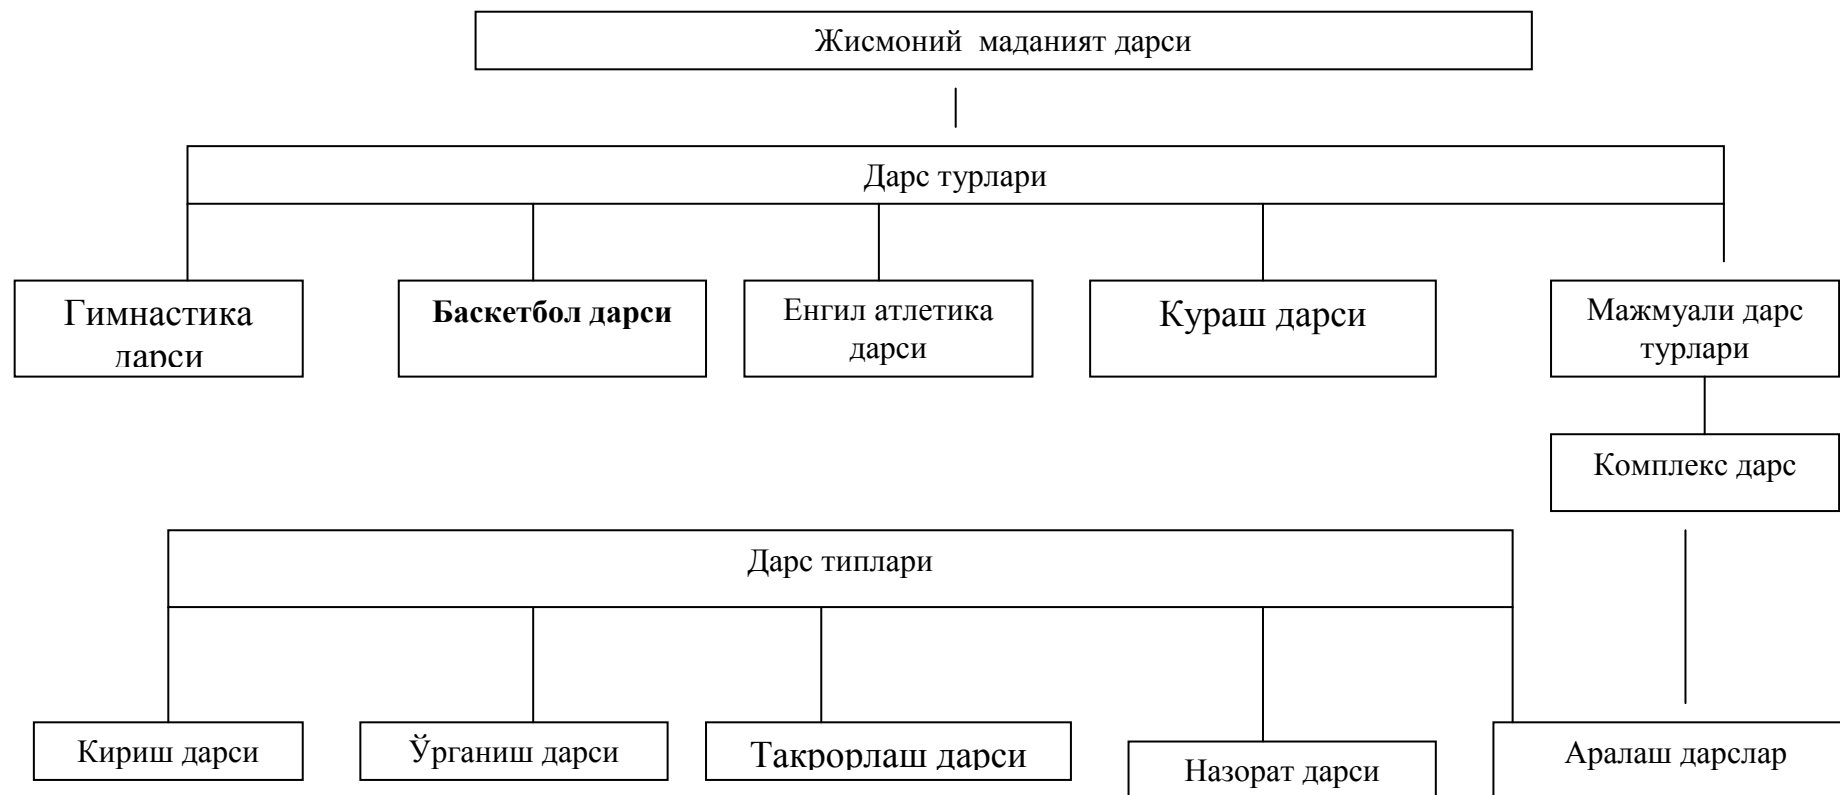 Жисмоний маданият дарси
Дарс турлари
Гимнастика
дарси
Баскетбол дарси
Енгил атлетика
дарси
Кураш дарси
Мажмуали дарс
турлари
Комплекс дарс
Дарс типлари
Кириш дарси
Ўрганиш дарси
Такрорлаш дарси
Назорат дарси
Аралаш дарслар